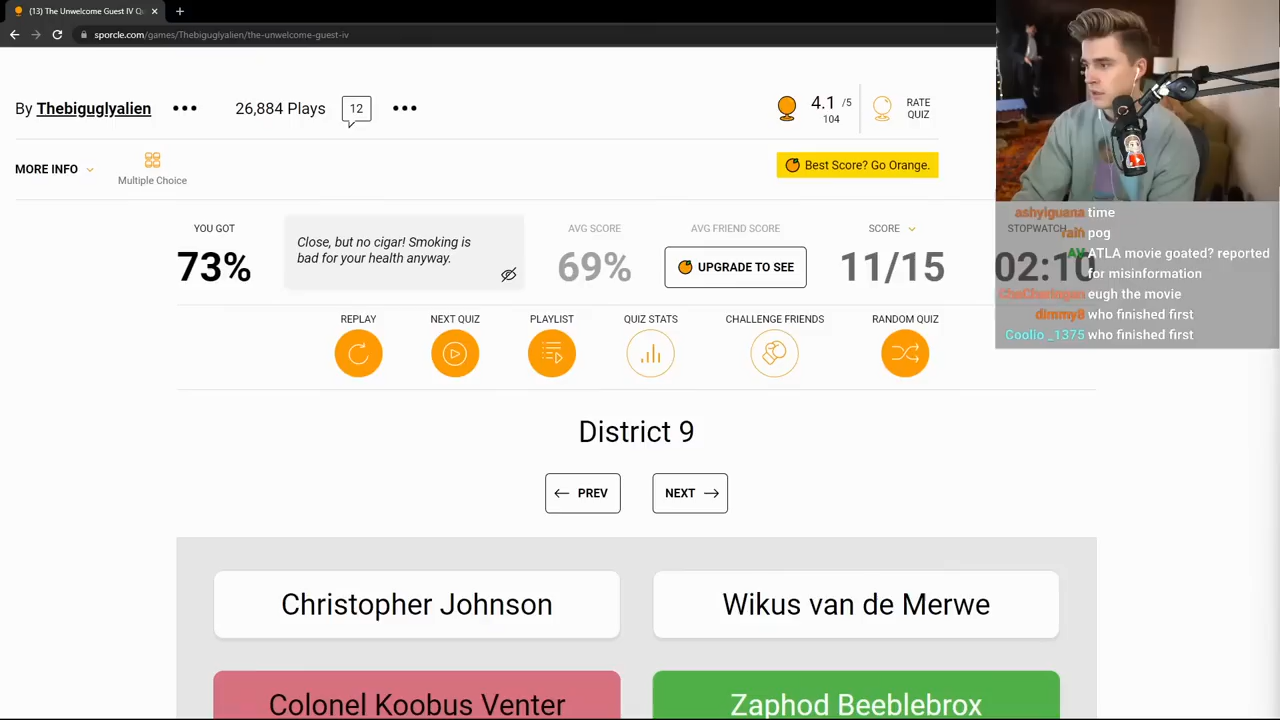 (13) The Unwelcome Guest IV Qu
sporcle.com/games/Thebiguglyalien/the-unwelcome-guest-iv
By Thebiguglyalien
26,884 Plays
12
4.1 /5
104
RATE
QUIZ
MORE INFO
Multiple Choice
Best Score? Go Orange.
YOU GOT
73%
Close, but no cigar! Smoking is
bad for your health anyway.
AVG SCORE
69%
AVG FRIEND SCORE
UPGRADE TO SEE
SCORE
11/15
STOPWATCH
02:10
ashyiguana time
rain pog
ATLA movie goated? reported
for misinformation
eugh the movie
dimmy8 who finished first
Coolio _1375 who finished first
REPLAY
NEXT QUIZ
PLAYLIST
QUIZ STATS
CHALLENGE FRIENDS
RANDOM QUIZ
District 9
PREV
NEXT
Christopher Johnson
Wikus van de Merwe
Colonel Koobus Venter
Zaphod Beeblebrox